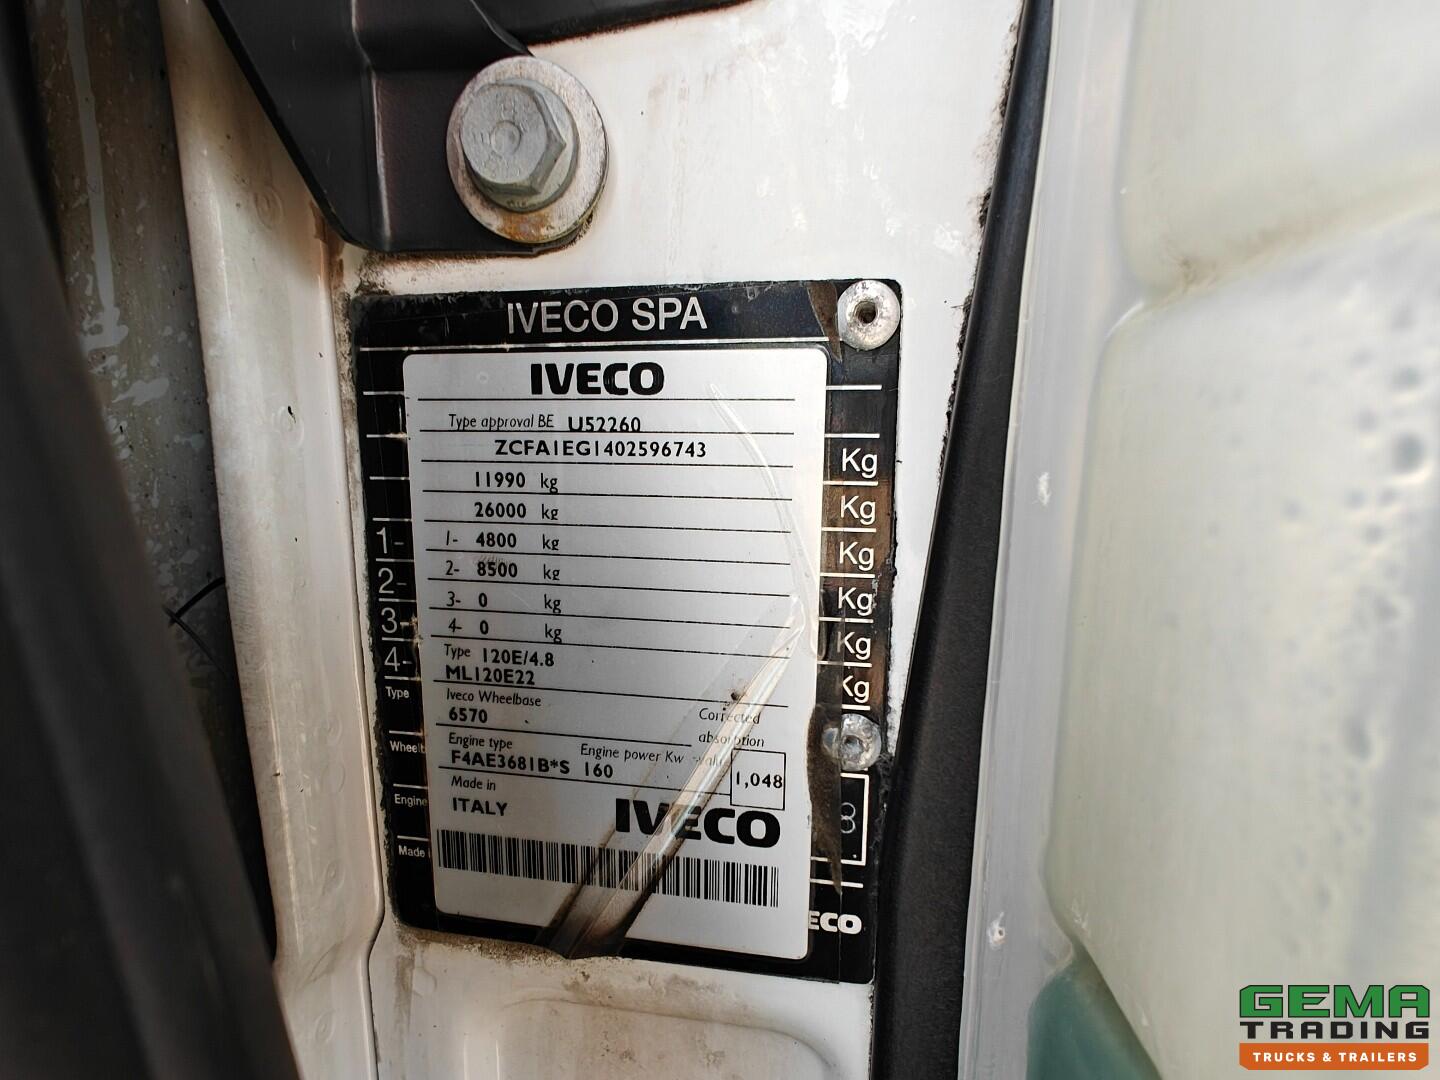 IVECO SPA
IVECO
Type approval BE U52260
ZCFA1EG1402596743
11990 kg
26000 kg
1- 4800 kg
2- 8500 kg
3- 0 kg
4- 0 kg
Type 120E/4.8
ML120E22
Iveco Wheelbase
6570
Corrected
absorption
Engine type
Engine power Kw
F4AE3681B*S 160
1,048
Made in
ITALY
IVECO
1-
2-
3-
4-
Type
Engine
Made
Kg
Kg
Kg
Kg
Kg
Kg
8
ECO
GEMA
TRADING
TRUCKS & TRAILERS